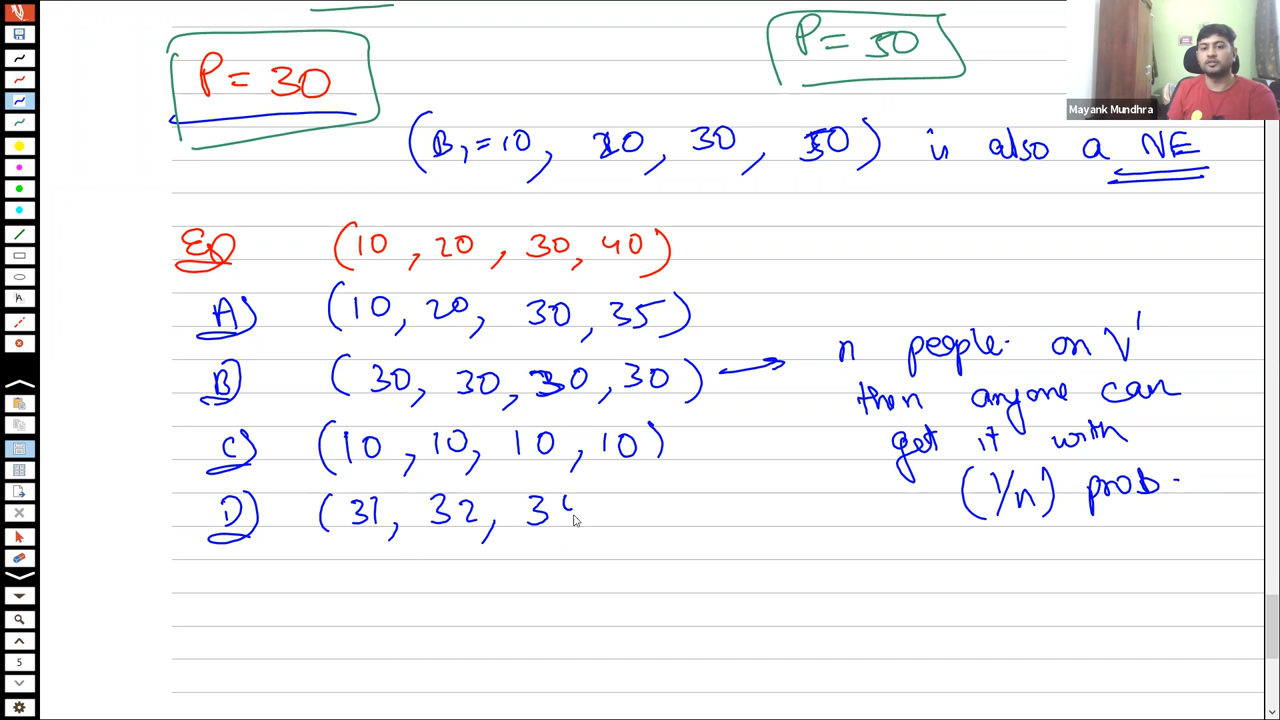 P = 30
P = 50
Mayank Mundhra
(B₁ = 10, 20, 30, 50) is also a NE
(10, 20, 30, 40)
A) (10, 20, 30, 35)
B) (30, 30, 30, 30) → n people on V'
then anyone can
get it with
(1/n) prob.
C) (10, 10, 10, 10)
D) (31, 32, 3
5